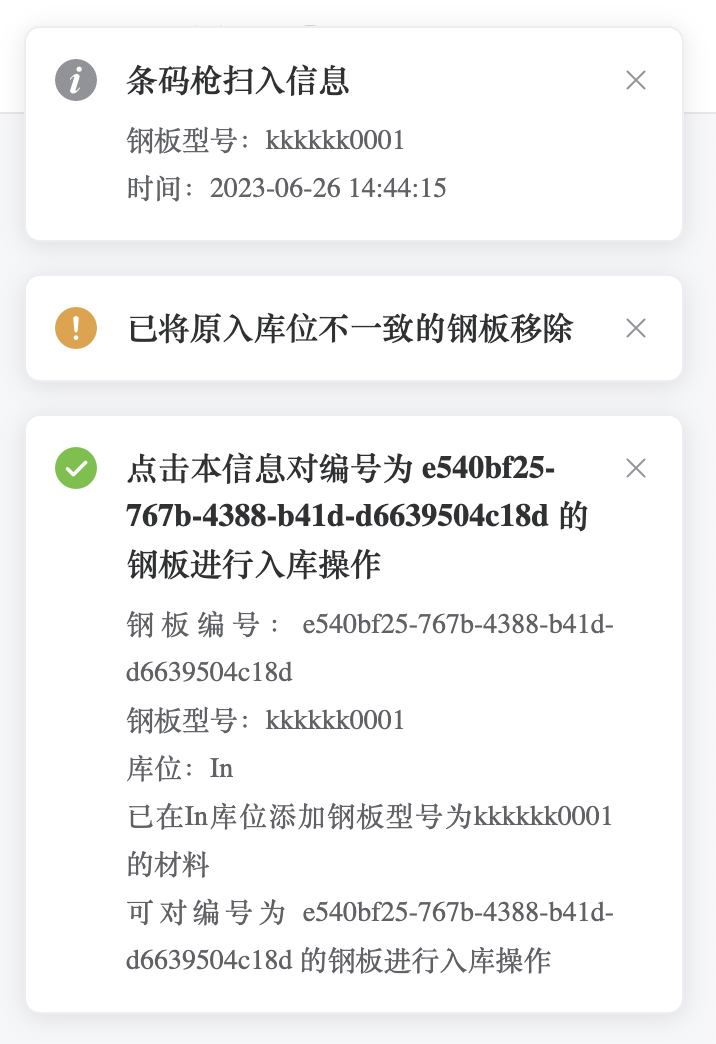 条码枪扫入信息
钢板型号：kkkkkk0001
时间：2023-06-26 14:44:15
已将原入库位不一致的钢板移除
点击本信息对编号为 e540bf25-
767b-4388-b41d-d6639504c18d 的
钢板进行入库操作
钢板编号：e540bf25-767b-4388-b41d-
d6639504c18d
钢板型号：kkkkkk0001
库位：In
已在In库位添加钢板型号为kkkkkk0001
的材料
可对编号为 e540bf25-767b-4388-b41d-
d6639504c18d 的钢板进行入库操作